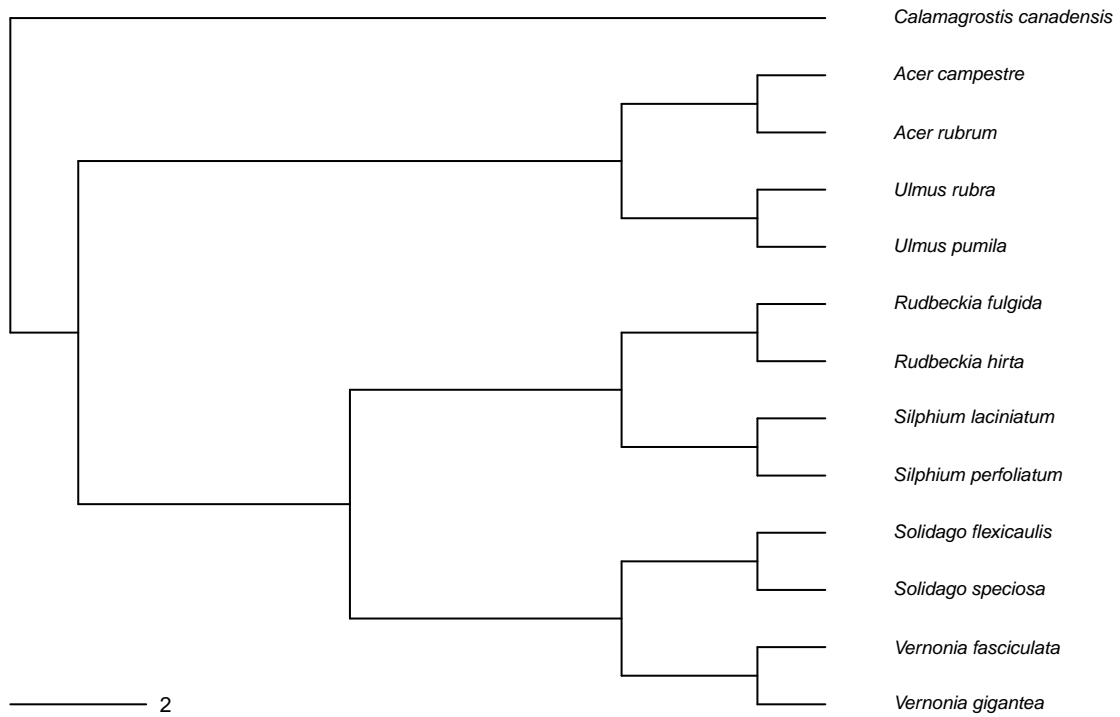 Calamagrostis canadensis
Acer campestre
Acer rubrum
Ulmus rubra
Ulmus pumila
Rudbeckia fulgida
Rudbeckia hirta
Silphium laciniatum
Silphium perfoliatum
Solidago flexicaulis
Solidago speciosa
Vernonia fasciculata
Vernonia gigantea
2